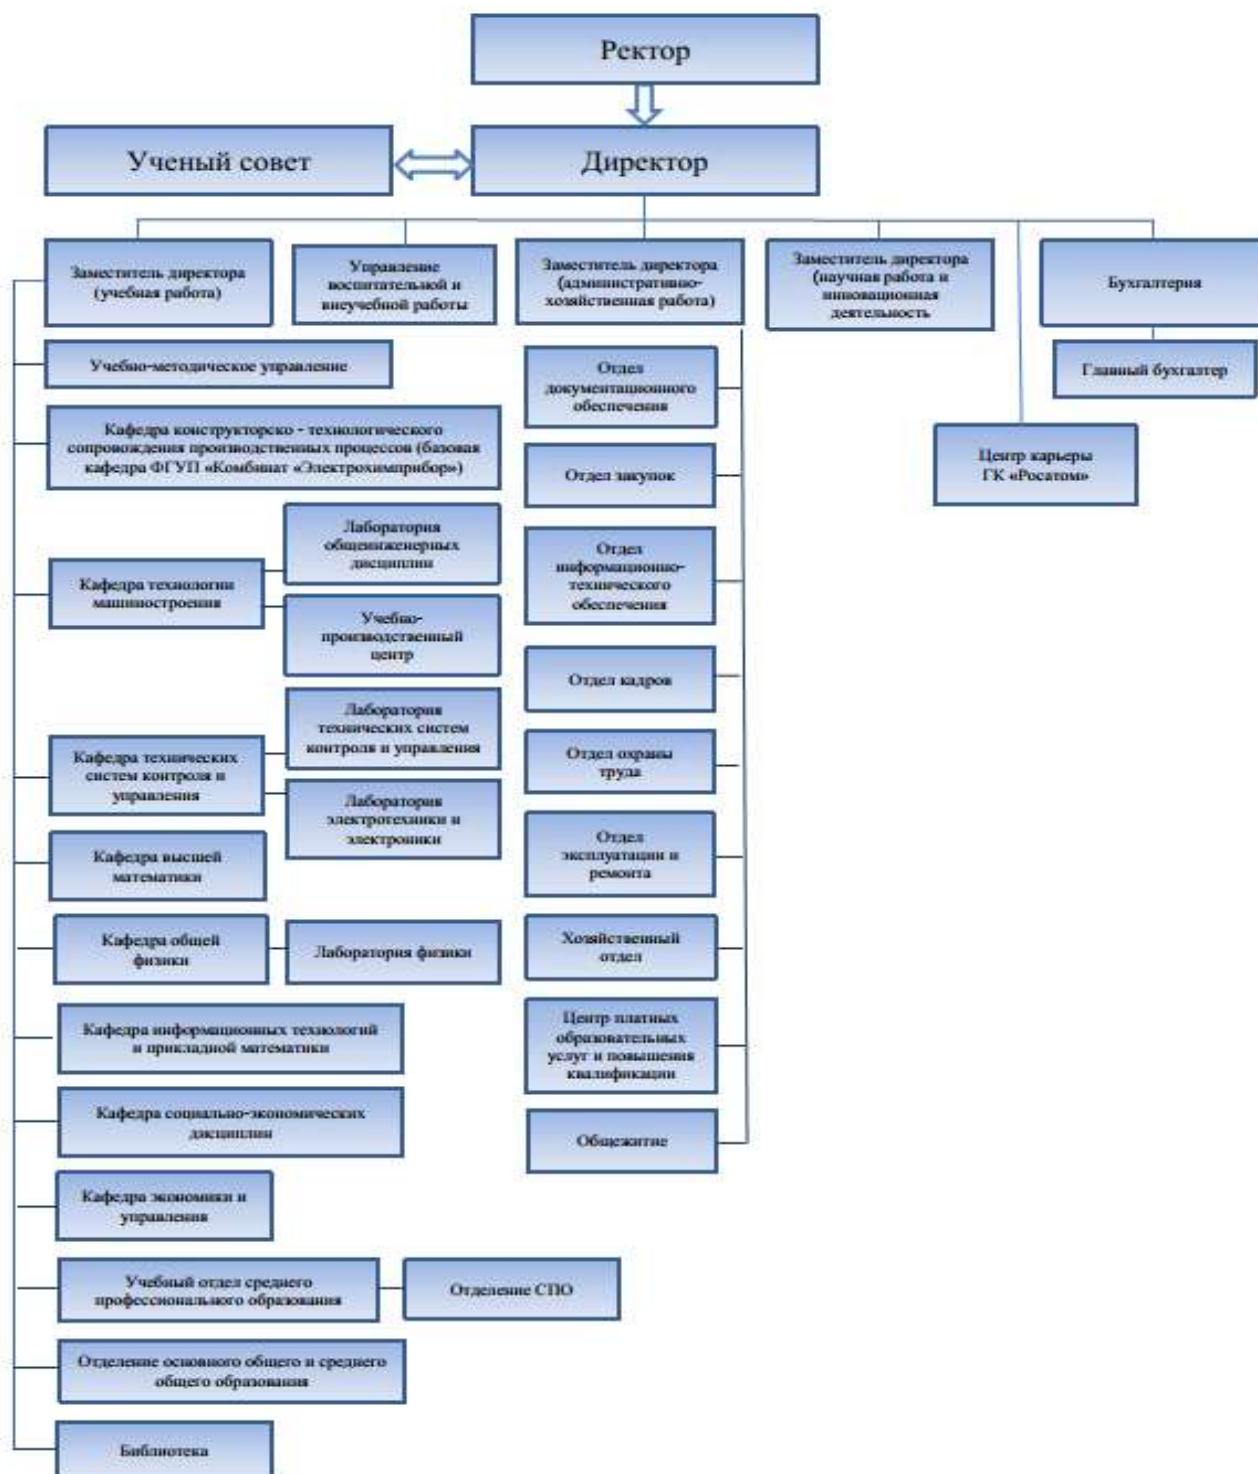 Ректор
Ученый совет
Директор
Заместитель директора
(учебная работа)
Управление
воспитательной и
внеучебной работы
Заместитель директора
(административно-
хозяйственная работа)
Заместитель директора
(научная работа и
инновационная
деятельность
Бухгалтерия
Главный бухгалтер
Центр карьеры
ГК «Росатом»
Учебно-методическое управление
Кафедра конструкторско - технологического
сопровождения производственных процессов (базовая
кафедра ФГУП «Комбинат «Электрохимприбор»)
Кафедра технологии
машиностроения
Лаборатория
общеинженерных
дисциплин
Учебно-
производственный
центр
Кафедра технических
систем контроля и
управления
Лаборатория
технических систем
контроля и управления
Лаборатория
электротехники и
электроники
Кафедра высшей
математики
Кафедра общей
физики
Лаборатория физики
Кафедра информационных технологий
и прикладной математики
Кафедра социально-экономических
дисциплин
Кафедра экономики и
управления
Учебный отдел среднего
профессионального образования
Отделение СПО
Отделение основного общего и среднего
общего образования
Библиотека
Отдел
документационного
обеспечения
Отдел закупок
Отдел
информационно-
технического
обеспечения
Отдел кадров
Отдел охраны
труда
Отдел
эксплуатации и
ремонта
Хозяйственный
отдел
Центр платных
образовательных
услуг и повышения
квалификации
Общежитие